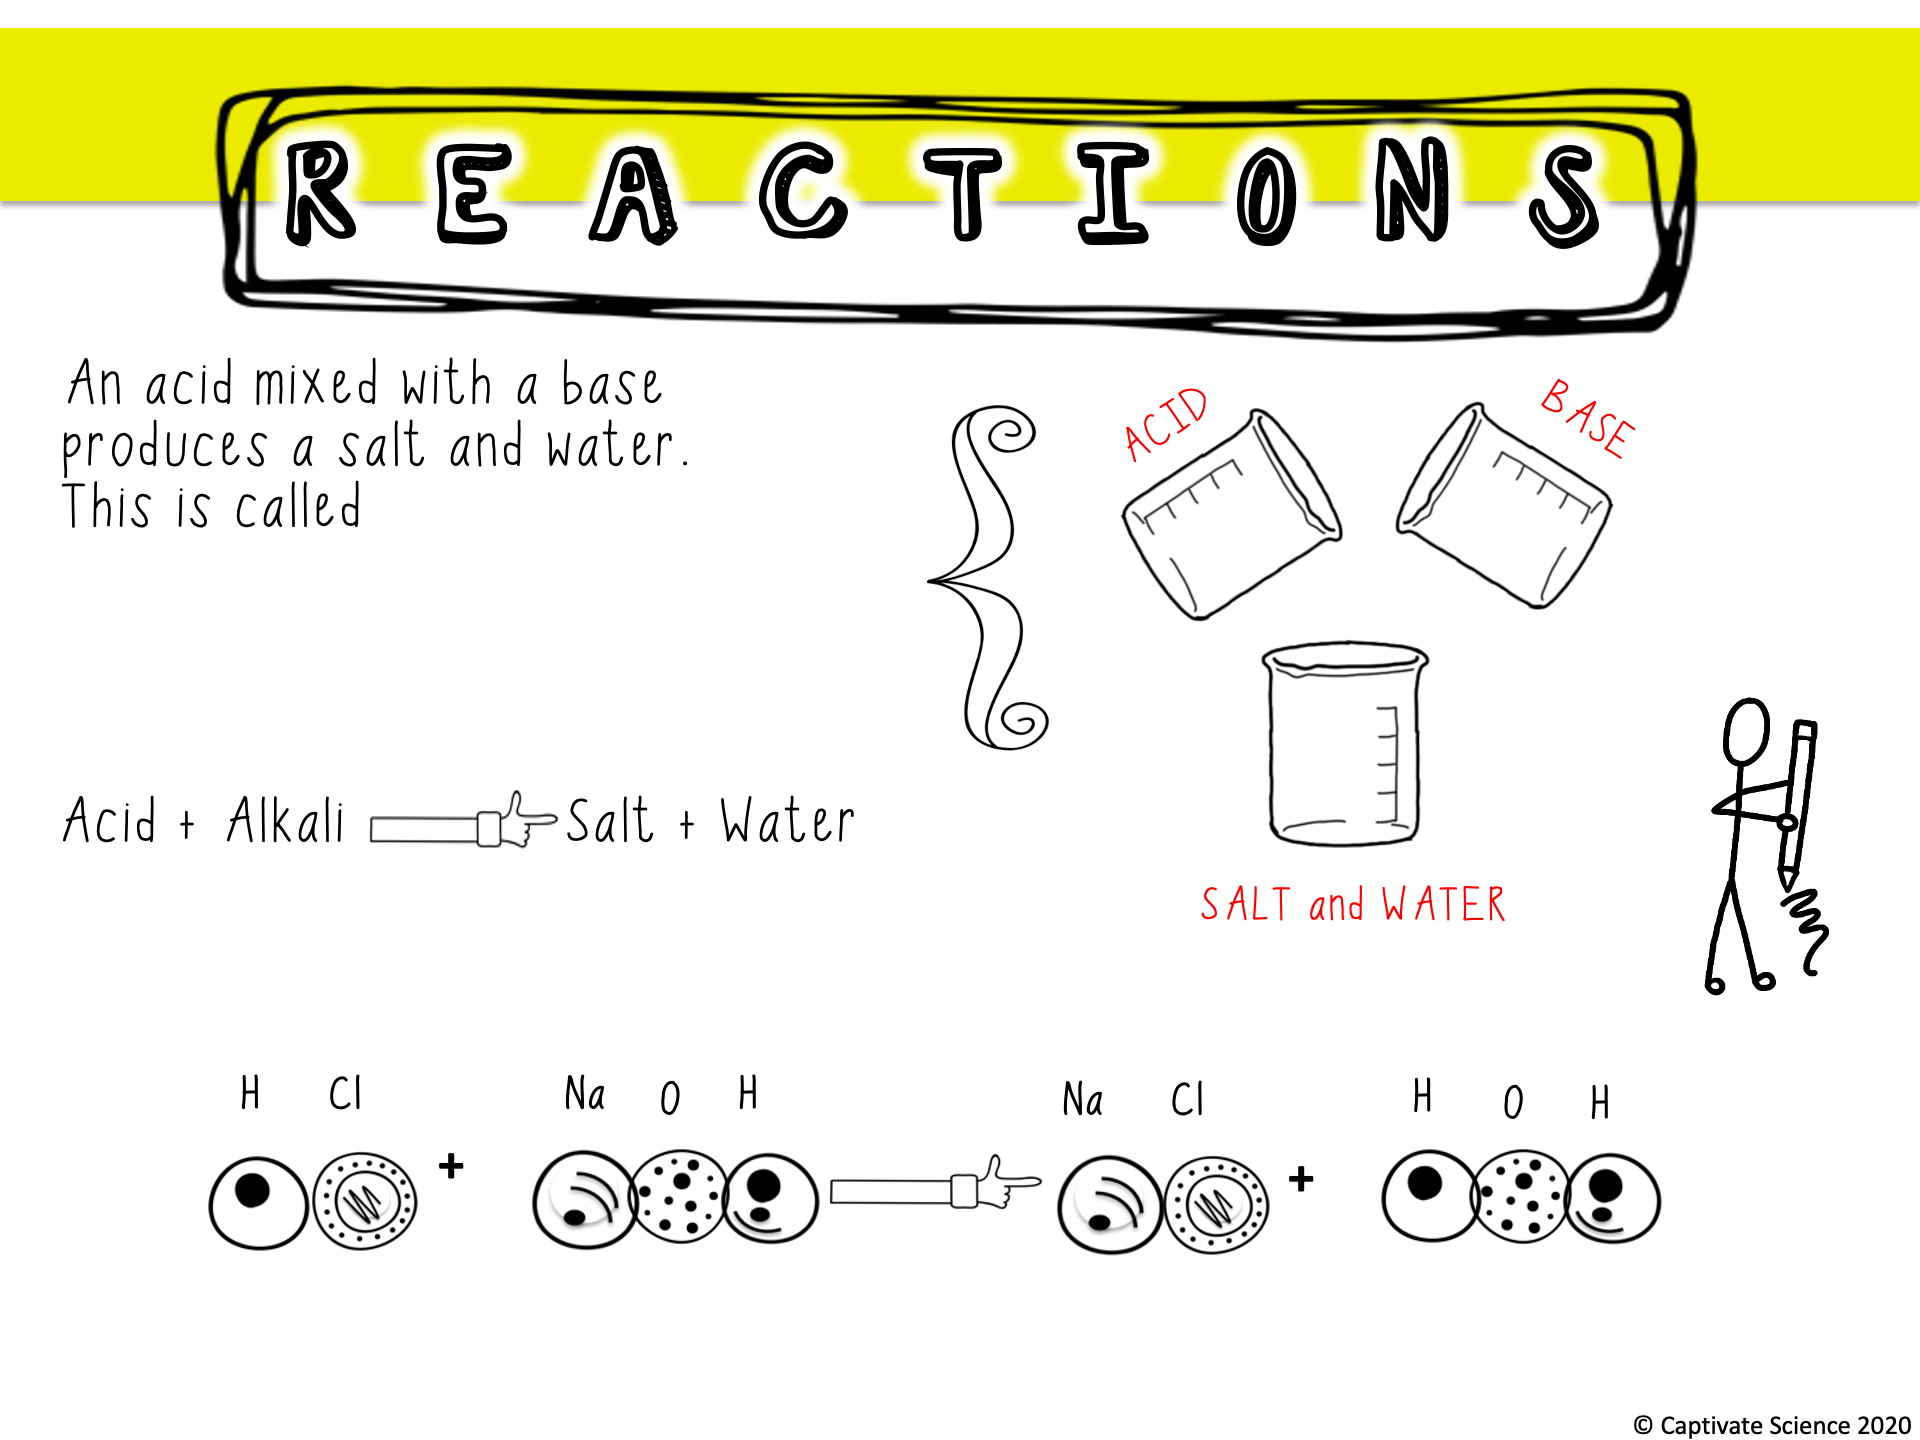 REACTIONS
An acid mixed with a base
produces a salt and water.
This is called
ACID
BASE
Acid + Alkali Salt + Water
SALT and WATER
H Cl Na O H Na Cl H O H
+ +
© Captivate Science 2020